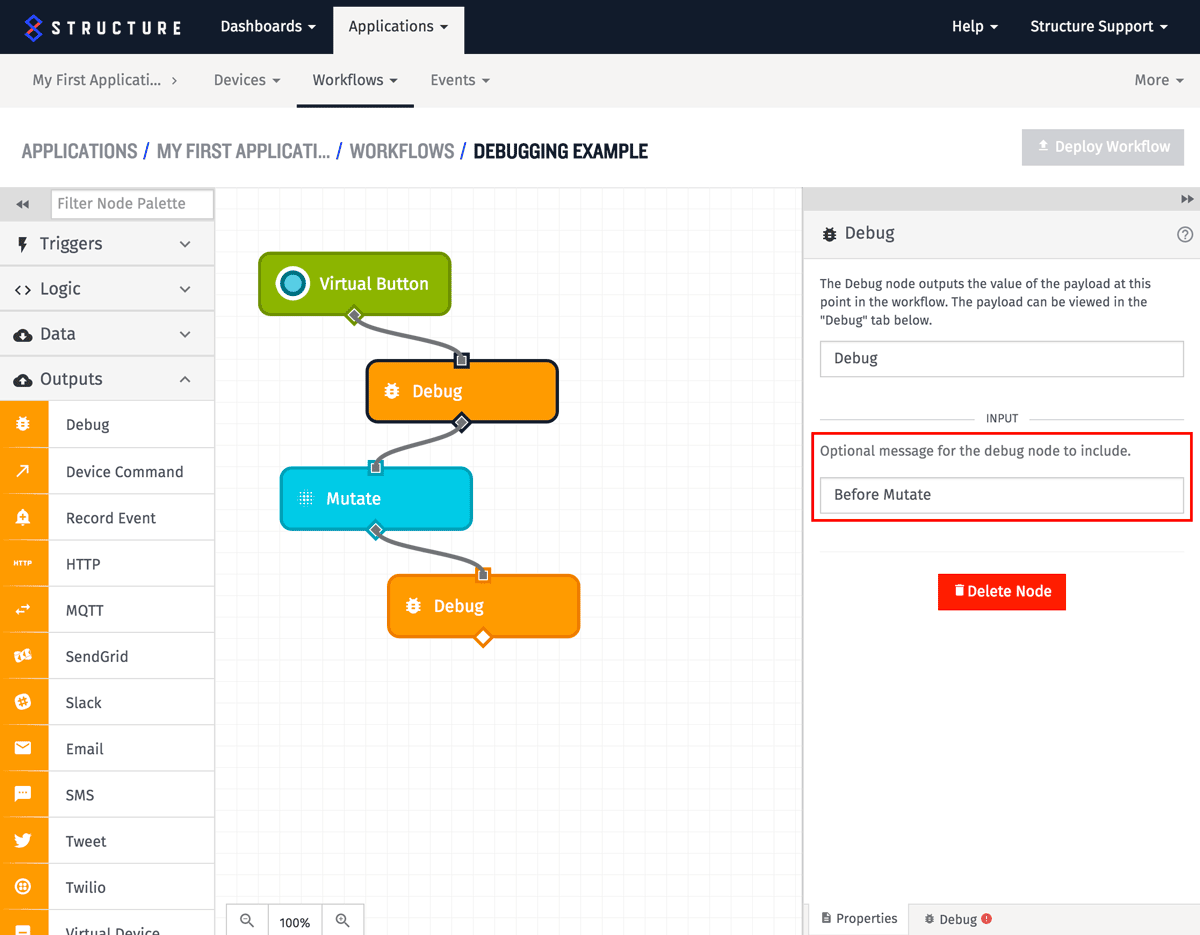 STRUCTURE
Dashboards
Applications
Help
Structure Support
My First Applicati...
Devices
Workflows
Events
More
APPLICATIONS / MY FIRST APPLICATI... / WORKFLOWS / DEBUGGING EXAMPLE
Deploy Workflow
Filter Node Palette
Triggers
Logic
Data
Outputs
Debug
Device Command
Record Event
HTTP
HTTP
MQTT
SendGrid
Slack
Email
SMS
Tweet
Twilio
Virtual Device
Virtual Button
Debug
Mutate
Debug
100%
Debug
The Debug node outputs the value of the payload at this
point in the workflow. The payload can be viewed in the
"Debug" tab below.
Debug
INPUT
Optional message for the debug node to include.
Before Mutate
Delete Node
Properties
Debug